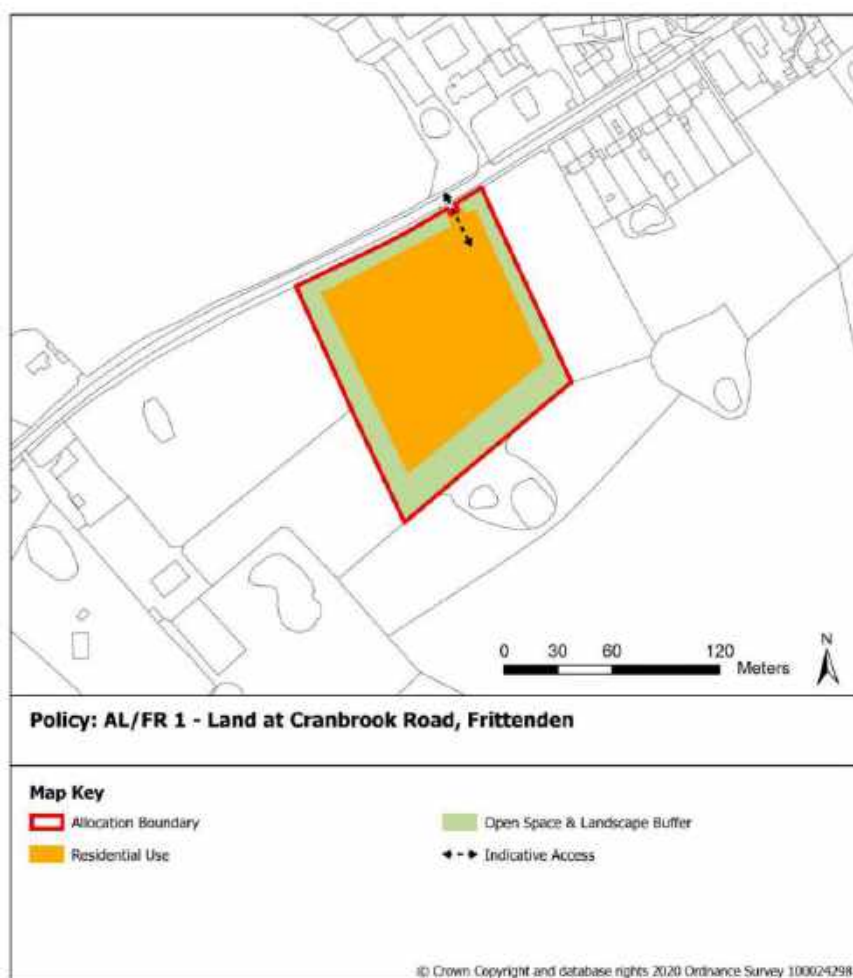 N
0 30 60 120 Meters
Policy: AL/FR 1 - Land at Cranbrook Road, Frittenden
Map Key
Allocation Boundary
Open Space & Landscape Buffer
Residential Use
Indicative Access
© Crown Copyright and database rights 2020 Ordnance Survey 100024298